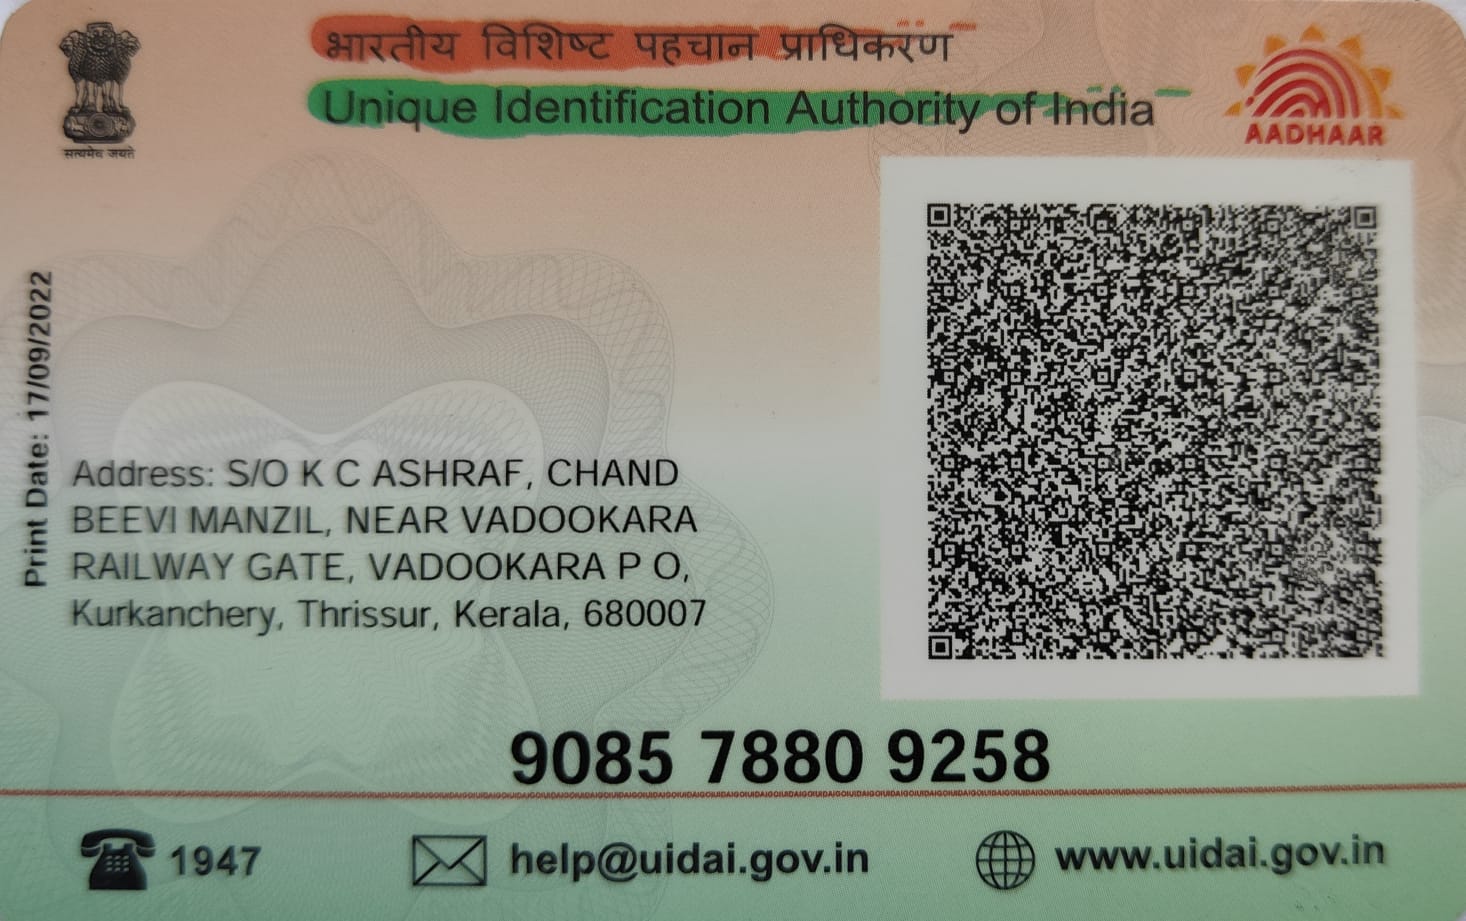 भारतीय विशिष्ट पहचान प्राधिकरण
Unique Identification Authority of India
सत्यमेव जयते
AADHAAR
Print Date: 17/09/2022
Address: S/O K C ASHRAF, CHAND
BEEVI MANZIL, NEAR VADOOKARA
RAILWAY GATE, VADOOKARA P O,
Kurkanchery, Thrissur, Kerala, 680007
9085 7880 9258
1947
help@uidai.gov.in
www.uidai.gov.in